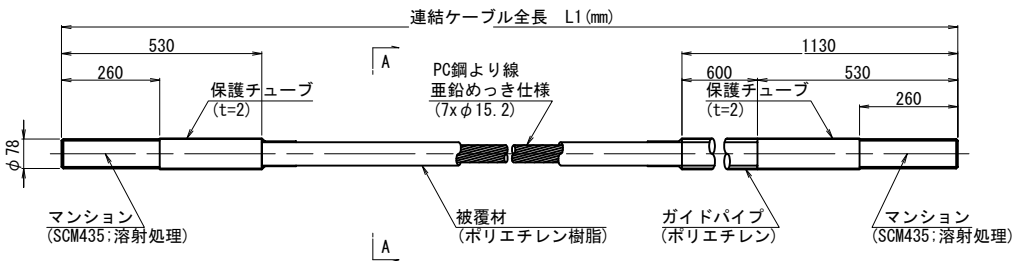 連結ケーブル全長 L1(mm)
530
1130
A
260
PC鋼より線
亜鉛めっき仕様
(7xφ15.2)
600
530
保護チューブ
(t=2)
保護チューブ
(t=2)
260
φ78
マンション
(SCM435;溶射処理)
被覆材
(ポリエチレン樹脂)
ガイドパイプ
(ポリエチレン)
マンション
(SCM435;溶射処理)
A